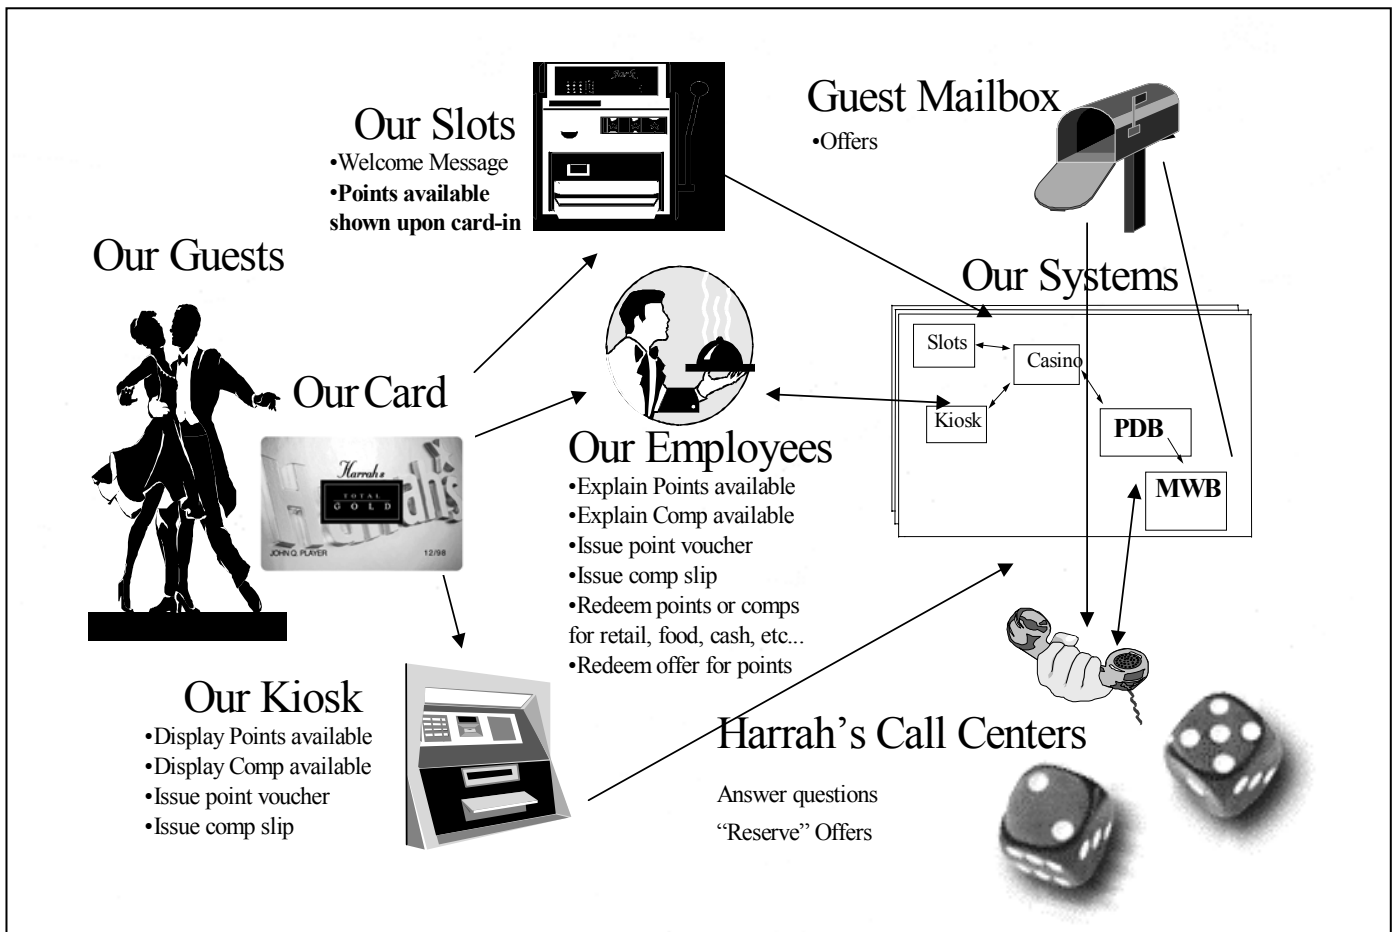 Our Slots
•Welcome Message
•Points available
shown upon card-in
Guest Mailbox
•Offers
Our Guests
Our Card
Harrah's
TOTAL
GOLD
JOHN Q. PLAYER
12/98
Our Employees
•Explain Points available
•Explain Comp available
•Issue point voucher
•Issue comp slip
•Redeem points or comps
for retail, food, cash, etc...
•Redeem offer for points
Our Systems
Slots
Casino
Kiosk
PDB
MWB
Our Kiosk
•Display Points available
•Display Comp available
•Issue point voucher
•Issue comp slip
Harrah’s Call Centers
Answer questions
“Reserve” Offers